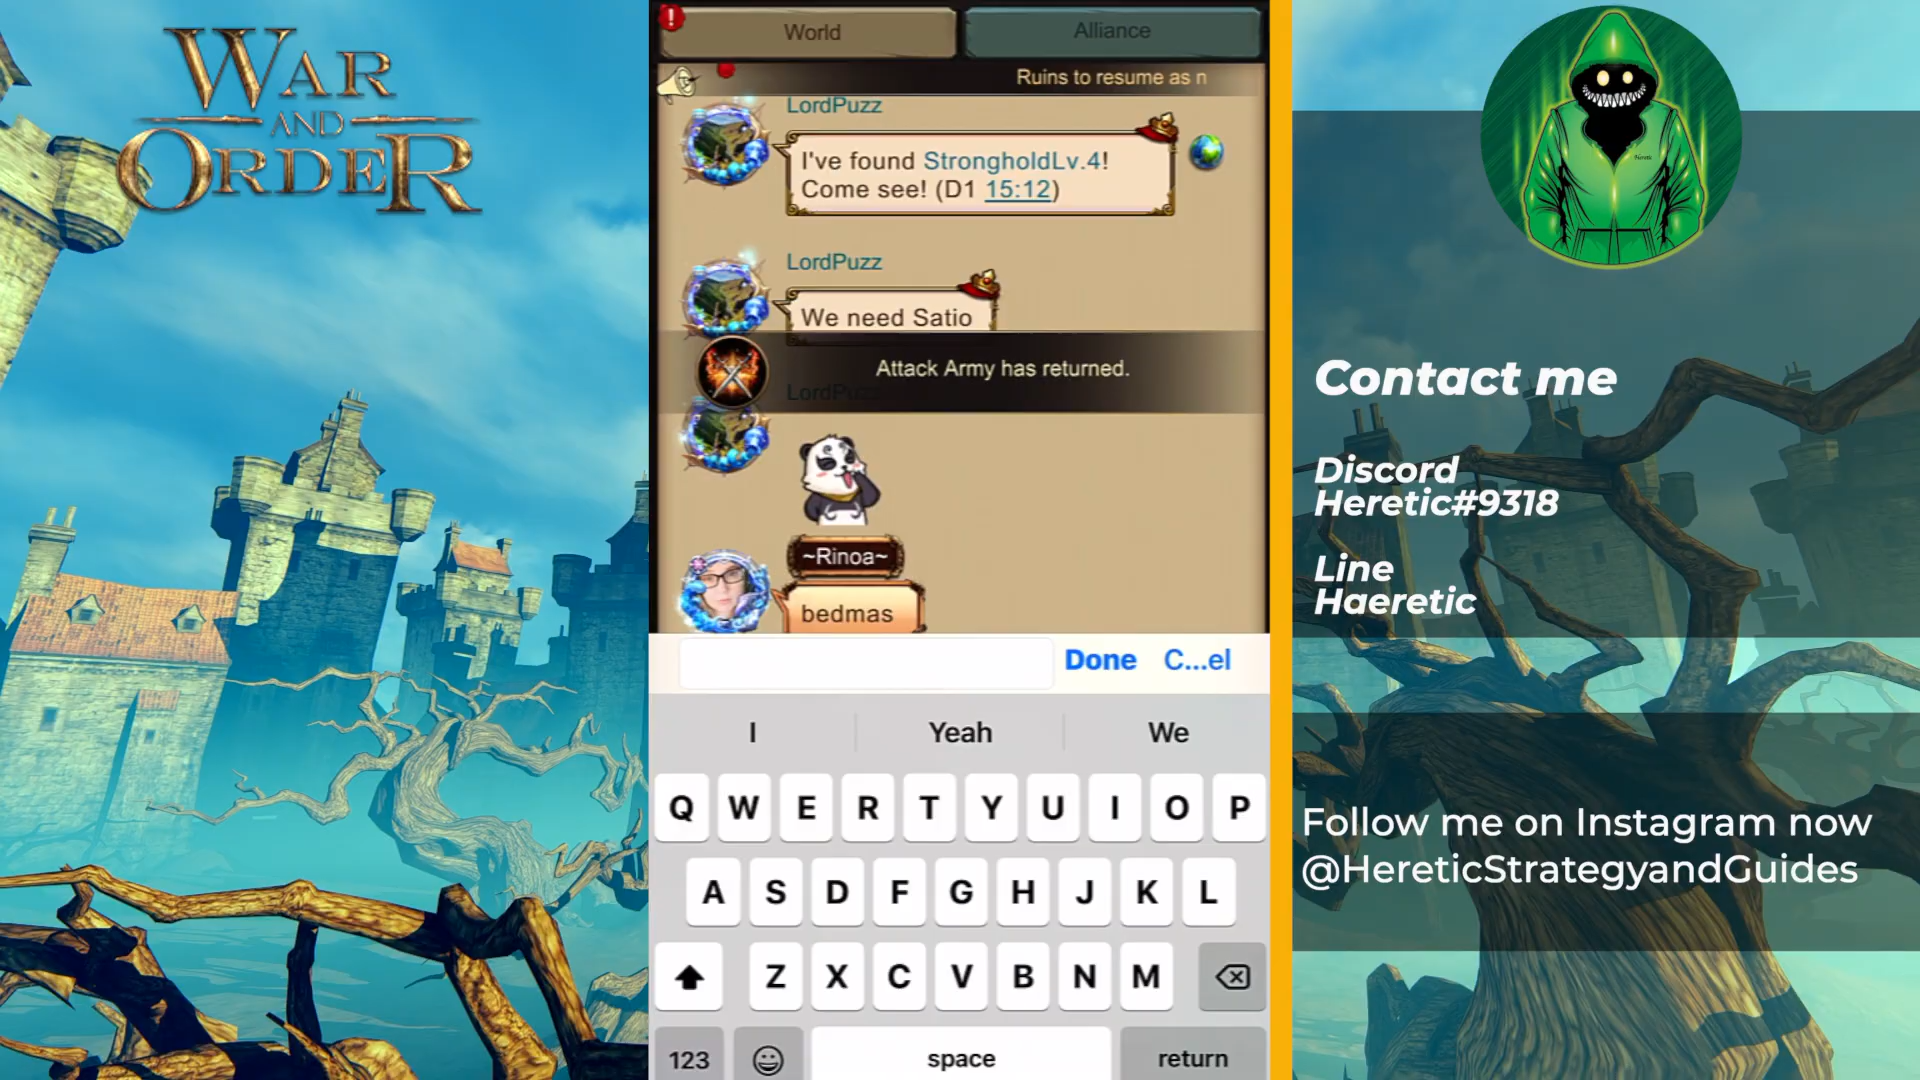 WAR
AND
ORDER
World
Alliance
Ruins to resume as n
LordPuzz
I've found StrongholdLv.4!
Come see! (D1 15:12)
LordPuzz
We need Satio
Attack Army has returned.
LordPuzz
~Rinoa~
bedmas
Done C...el
I Yeah We
Q W E R T Y U I O P
A S D F G H J K L
Z X C V B N M
123 space return
Contact me
Discord
Heretic#9318
Line
Haeretic
Follow me on Instagram now
@HereticStrategyandGuides